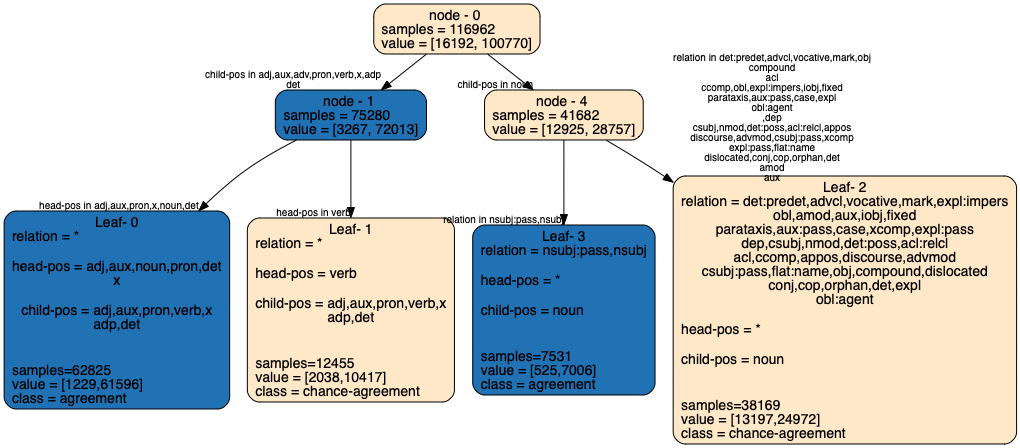 node - 0
samples = 116962
value = [16192, 100770]
child-pos in adj,aux,adv,pron,verb,x,adp
det
child-pos in noun
node - 1
samples = 75280
value = [3267, 72013]
node - 4
samples = 41682
value = [12925, 28757]
relation in det:predet,advcl,vocative,mark,obj
compound
acl
ccomp,obl,expl:impers,iobj,fixed
parataxis,aux:pass,case,expl
obl:agent
,dep
csubj,nmod,det:poss,acl:relcl,appos
discourse,advmod,csubj:pass,xcomp
expl:pass,flat:name
dislocated,conj,cop,orphan,det
amod
aux
head-pos in adj,aux,pron,x,noun,det
Leaf- 0
relation = *
head-pos = adj,aux,noun,pron,det
x
child-pos = adj,aux,pron,verb,x
adp,det
samples=62825
value = [1229,61596]
class = agreement
head-pos in verb
Leaf- 1
relation = *
head-pos = verb
child-pos = adj,aux,pron,verb,x
adp,det
samples=12455
value = [2038,10417]
class = chance-agreement
relation in nsubj:pass,nsubj
Leaf- 3
relation = nsubj:pass,nsubj
head-pos = *
child-pos = noun
samples=7531
value = [525,7006]
class = agreement
Leaf- 2
relation = det:predet,advcl,vocative,mark,expl:impers
obl,amod,aux,iobj,fixed
parataxis,aux:pass,case,xcomp,expl:pass
dep,csubj,nmod,det:poss,acl:relcl
acl,ccomp,appos,discourse,advmod
csubj:pass,flat:name,obj,compound,dislocated
conj,cop,orphan,det,expl
obl:agent
head-pos = *
child-pos = noun
samples=38169
value = [13197,24972]
class = chance-agreement